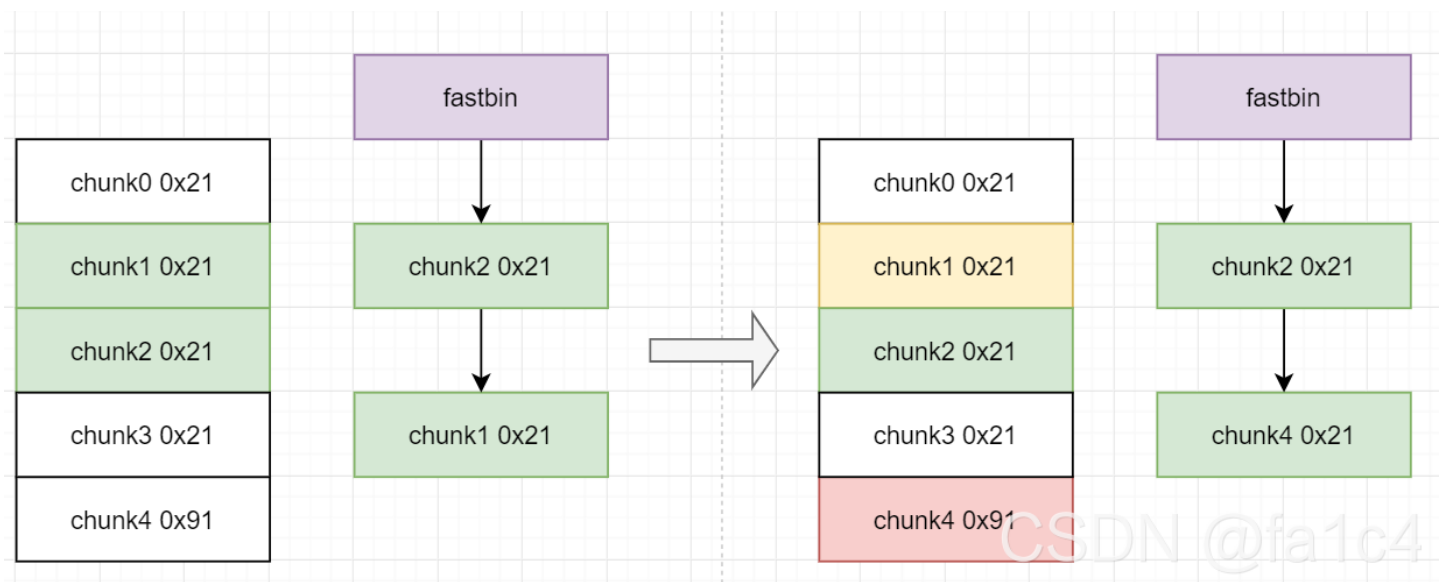 fastbin
chunk0 0x21
chunk1 0x21
chunk2 0x21
chunk2 0x21
chunk3 0x21
chunk1 0x21
chunk4 0x91
fastbin
chunk0 0x21
chunk1 0x21
chunk2 0x21
chunk2 0x21
chunk3 0x21
chunk4 0x21
chunk4 0x91
CSDN @fa1c4